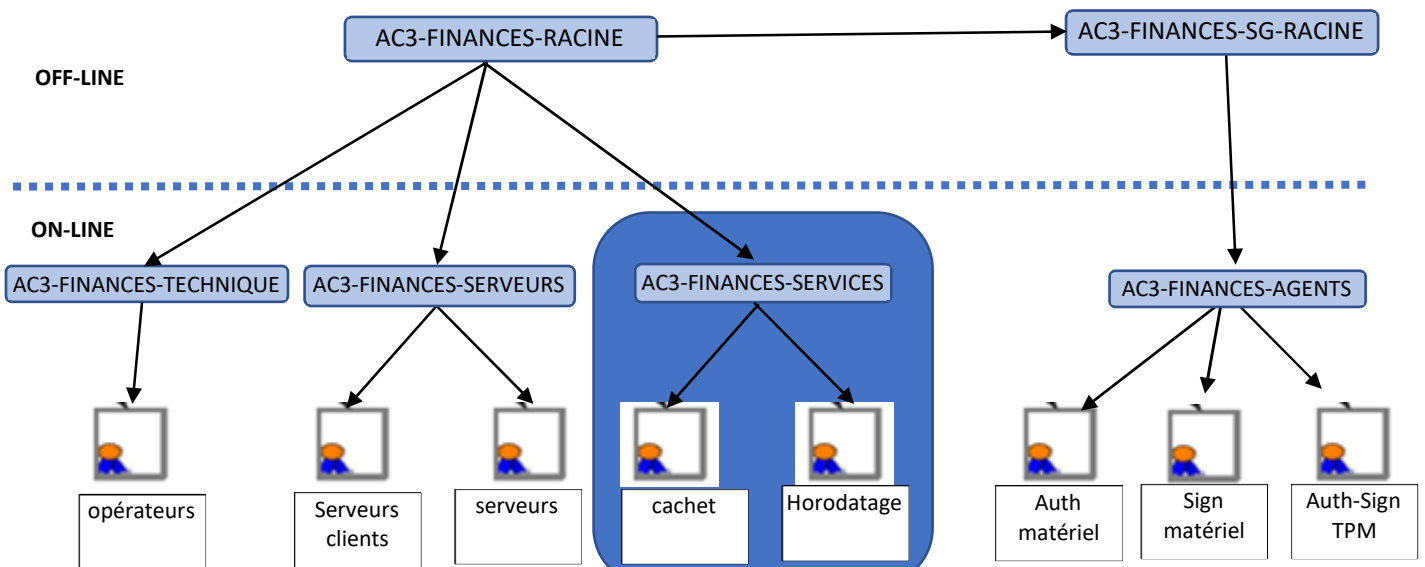 AC3-FINANCES-RACINE
AC3-FINANCES-SG-RACINE
OFF-LINE
ON-LINE
AC3-FINANCES-TECHNIQUE
AC3-FINANCES-SERVEURS
AC3-FINANCES-SERVICES
AC3-FINANCES-AGENTS
opérateurs
Serveurs
clients
serveurs
cachet
Horodatage
Auth
matériel
Sign
matériel
Auth-Sign
TPM